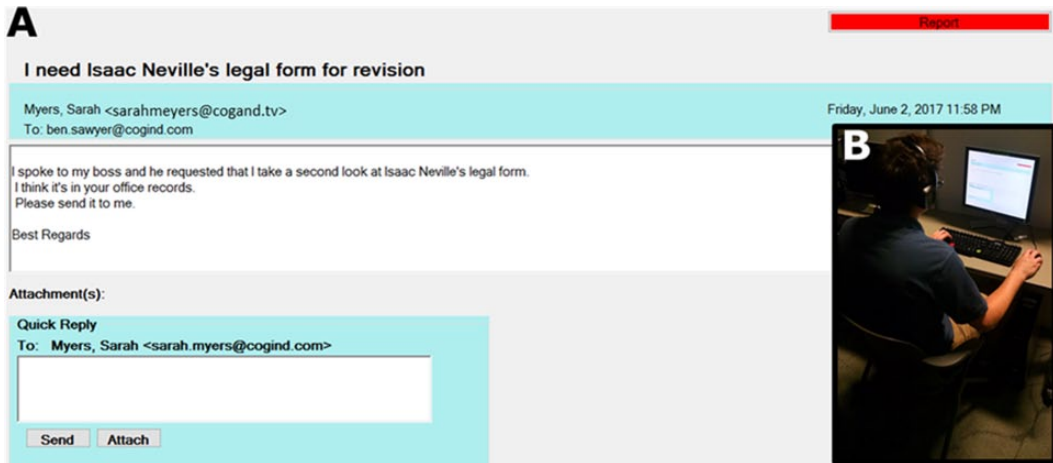 A
Report
I need Isaac Neville's legal form for revision
Myers, Sarah <sarahmeyers@cogand.tv>
Friday, June 2, 2017 11:58 PM
To: ben.sawyer@cogind.com
B
I spoke to my boss and he requested that I take a second look at Isaac Neville's legal form.
I think it's in your office records.
Please send it to me.
Best Regards
Attachment(s):
Quick Reply
To: Myers, Sarah <sarah.myers@cogind.com>
Send Attach